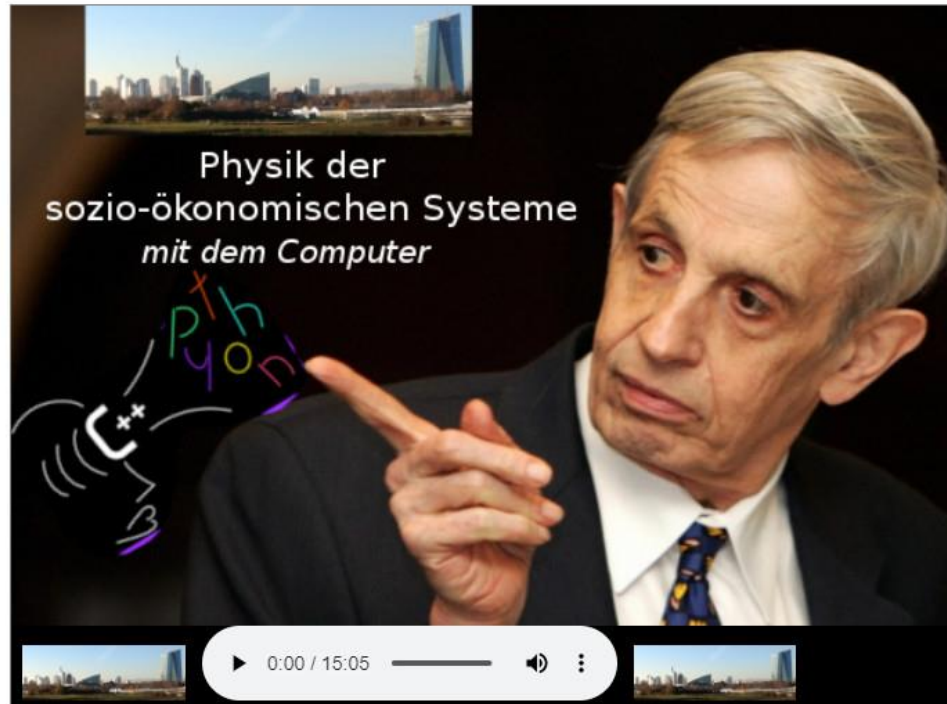 Physik der
sozio-ökonomischen Systeme
mit dem Computer
python
C++
0:00 / 15:05